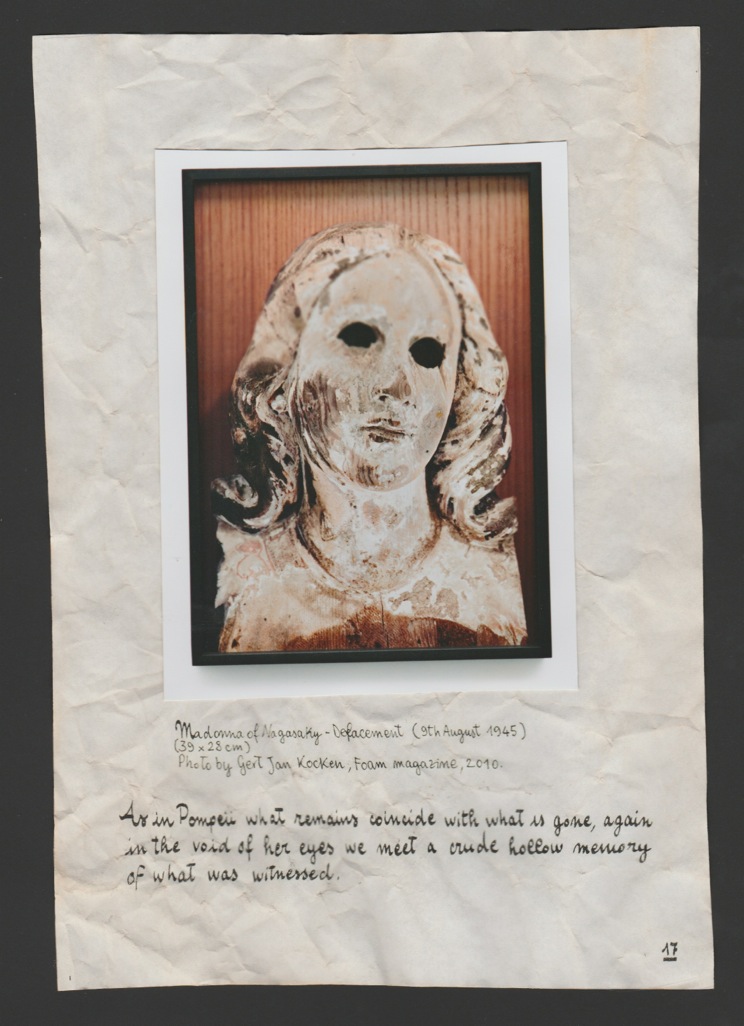 Madonna of Nagasaky - Defacement (9th August 1945)
(39 x 28 cm)
Photo by Gert Jan Kocken, Foam magazine, 2010.
As in Pompeii what remains coincide with what is gone, again
in the void of her eyes we meet a crude hollow memory
of what was witnessed.
17